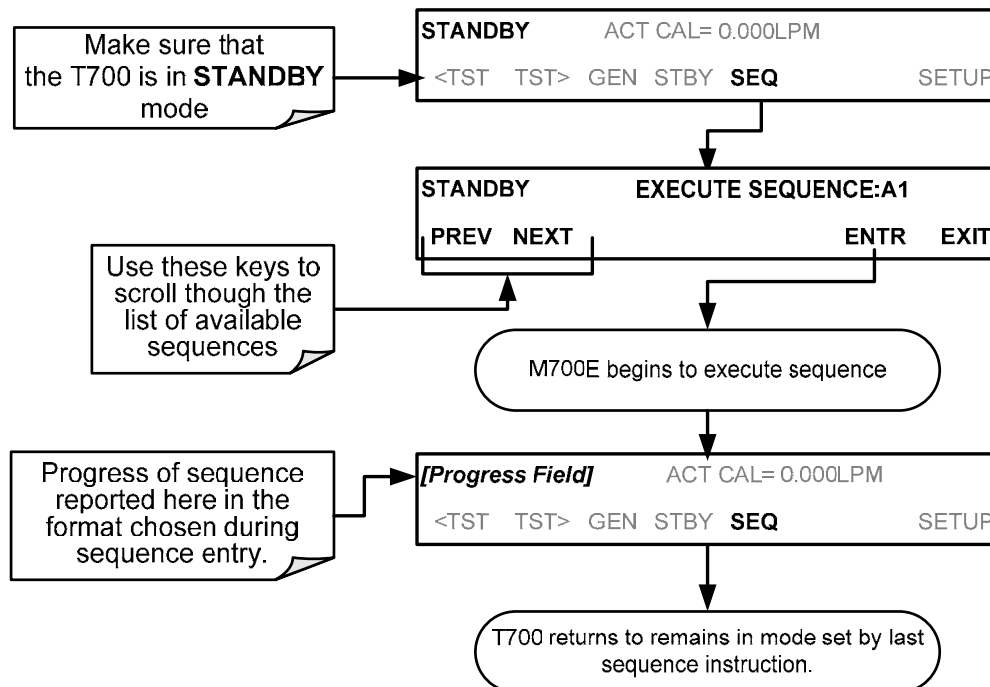 Make sure that
the T700 is in STANDBY
mode
STANDBY ACT CAL= 0.000LPM
<TST TST> GEN STBY SEQ SETUP
STANDBY EXECUTE SEQUENCE:A1
PREV NEXT ENTR EXIT
Use these keys to
scroll though the
list of available
sequences
M700E begins to execute sequence
Progress of sequence
reported here in the
format chosen during
sequence entry.
[Progress Field] ACT CAL= 0.000LPM
<TST TST> GEN STBY SEQ SETUP
T700 returns to remains in mode set by last
sequence instruction.